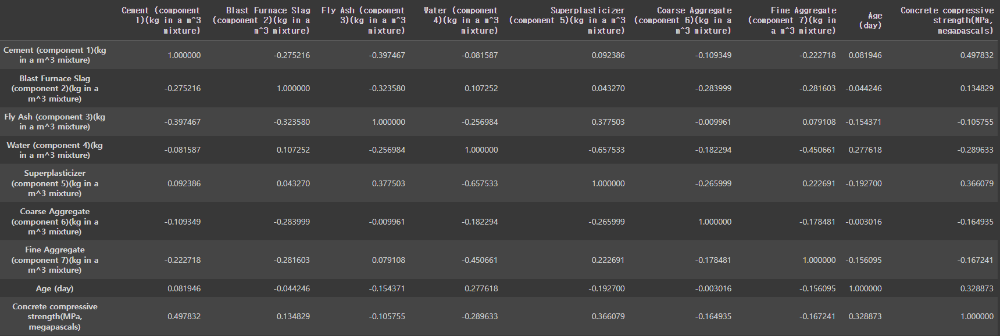 Cement (component 1)(kg in a m^3 mixture) Blast Furnace Slag (component 2)(kg in a m^3 mixture) Fly Ash (component 3)(kg in a m^3 mixture) Water (component 4)(kg in a m^3 mixture) Superplasticizer (component 5)(kg in a m^3 mixture) Coarse Aggregate (component 6)(kg in a m^3 mixture) Fine Aggregate (component 7)(kg in a m^3 mixture) Age (day) Concrete compressive strength(MPa, megapascals)
Cement (component 1)(kg in a m^3 mixture) 1.000000 -0.275216 -0.397467 -0.081587 0.092386 -0.109349 -0.222718 0.081946 0.497832
Blast Furnace Slag (component 2)(kg in a m^3 mixture) -0.275216 1.000000 -0.323580 0.107252 0.043270 -0.283999 -0.281603 -0.044246 0.134829
Fly Ash (component 3)(kg in a m^3 mixture) -0.397467 -0.323580 1.000000 -0.256984 0.377503 -0.009961 0.079108 -0.154371 -0.105755
Water (component 4)(kg in a m^3 mixture) -0.081587 0.107252 -0.256984 1.000000 -0.657533 -0.182294 -0.450661 0.277618 -0.289633
Superplasticizer (component 5)(kg in a m^3 mixture) 0.092386 0.043270 0.377503 -0.657533 1.000000 -0.265999 0.222691 -0.192700 0.366079
Coarse Aggregate (component 6)(kg in a m^3 mixture) -0.109349 -0.283999 -0.009961 -0.182294 -0.265999 1.000000 -0.178481 -0.003016 -0.164935
Fine Aggregate (component 7)(kg in a m^3 mixture) -0.222718 -0.281603 0.079108 -0.450661 0.222691 -0.178481 1.000000 -0.156095 -0.167241
Age (day) 0.081946 -0.044246 -0.154371 0.277618 -0.192700 -0.003016 -0.156095 1.000000 0.328873
Concrete compressive strength(MPa, megapascals) 0.497832 0.134829 -0.105755 -0.289633 0.366079 -0.164935 -0.167241 0.328873 1.000000